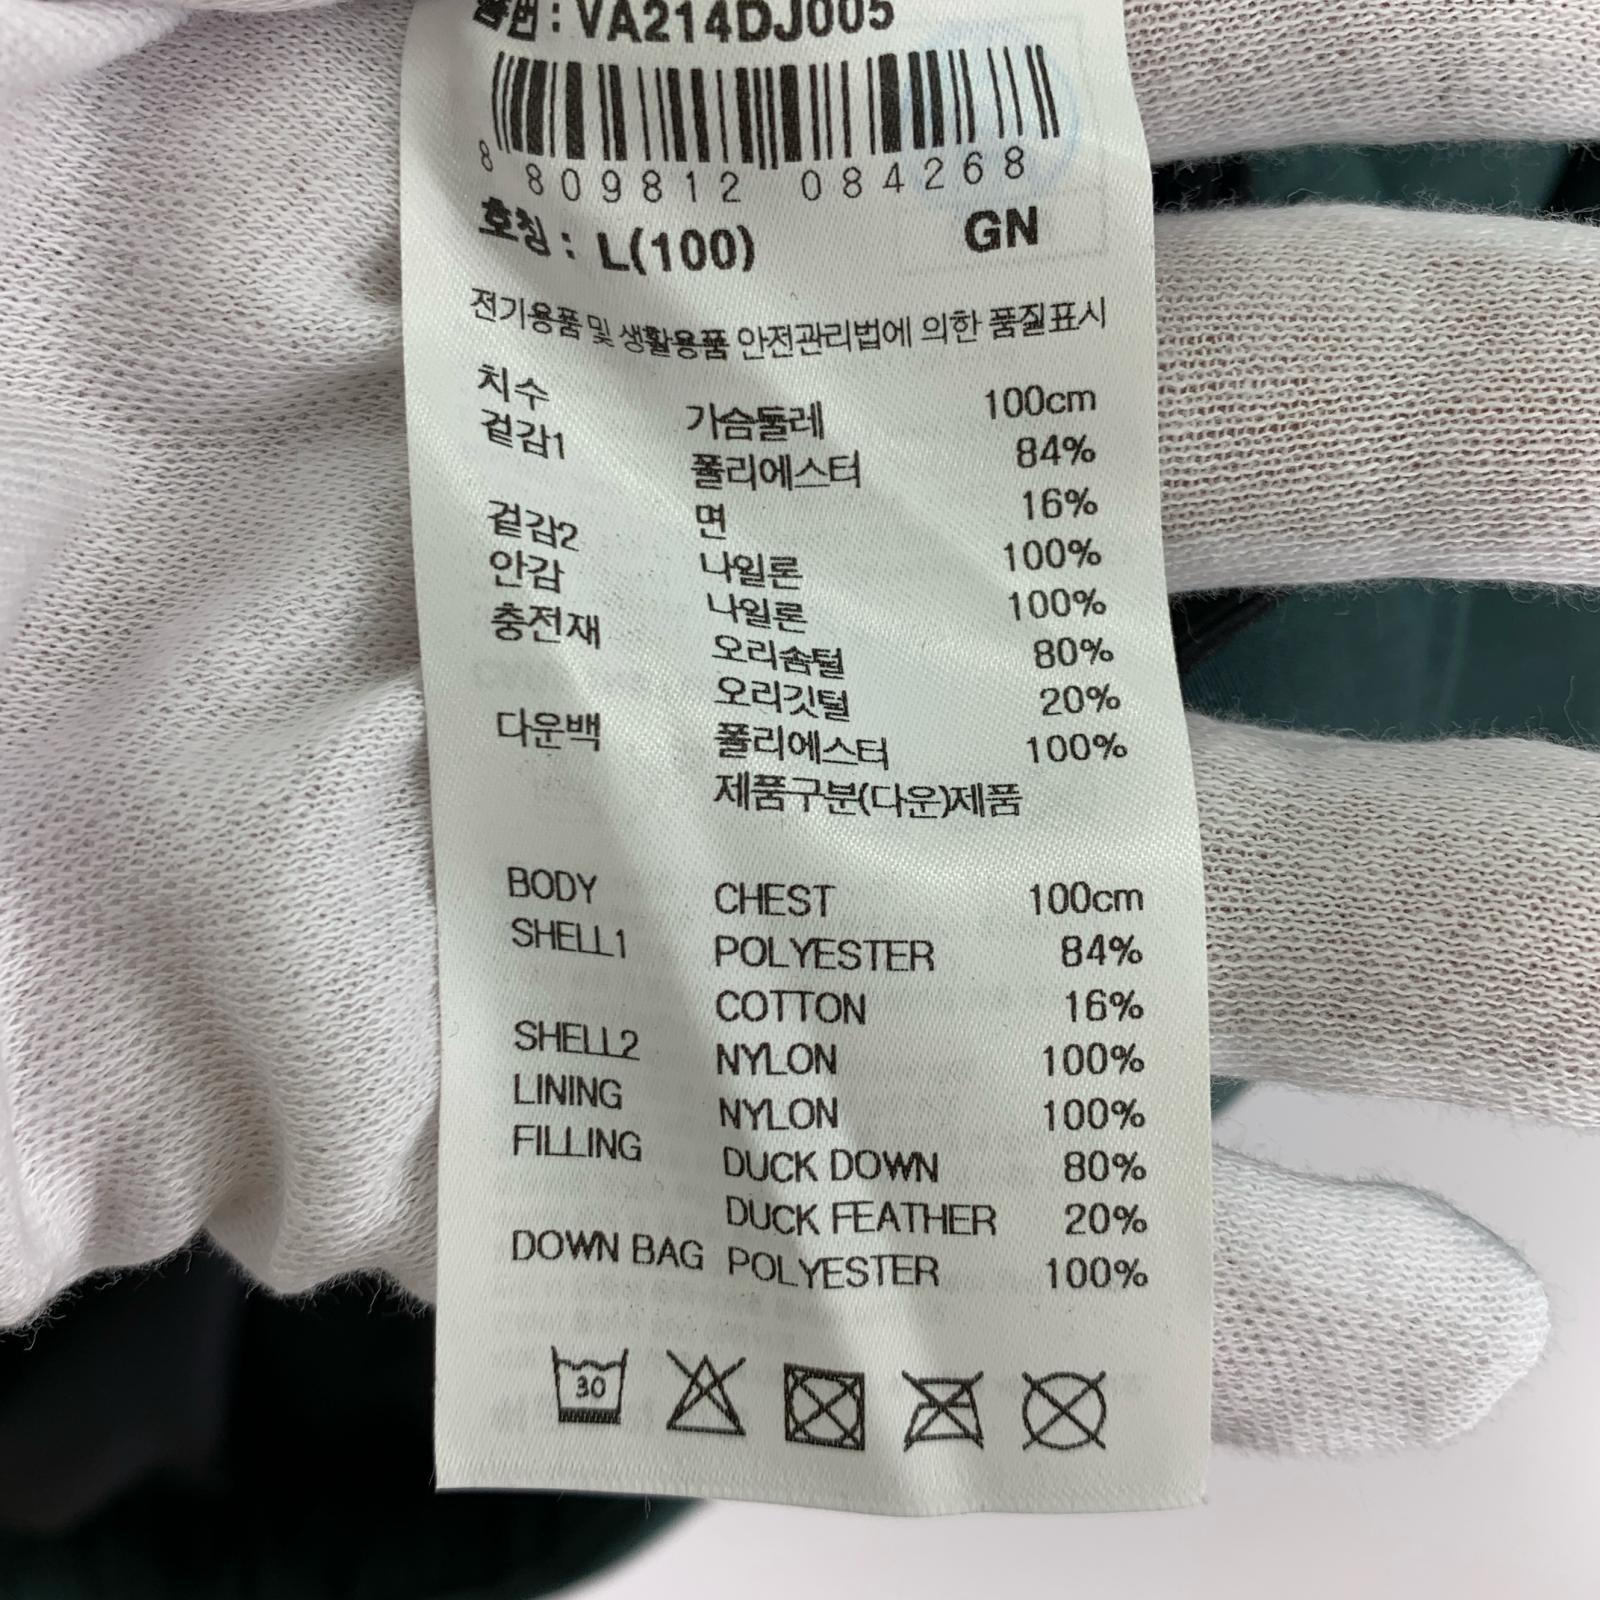 품번 : VA214DJ005
8 809812 084268
호칭 : L(100) GN
전기용품 및 생활용품 안전관리법에 의한 품질표시
치수 가슴둘레 100cm
겉감1 폴리에스터 84%
면 16%
겉감2 나일론 100%
안감 나일론 100%
충전재 오리솜털 80%
오리깃털 20%
다운백 폴리에스터 100%
제품구분(다운)제품
BODY CHEST 100cm
SHELL1 POLYESTER 84%
COTTON 16%
SHELL2 NYLON 100%
LINING NYLON 100%
FILLING DUCK DOWN 80%
DUCK FEATHER 20%
DOWN BAG POLYESTER 100%
30